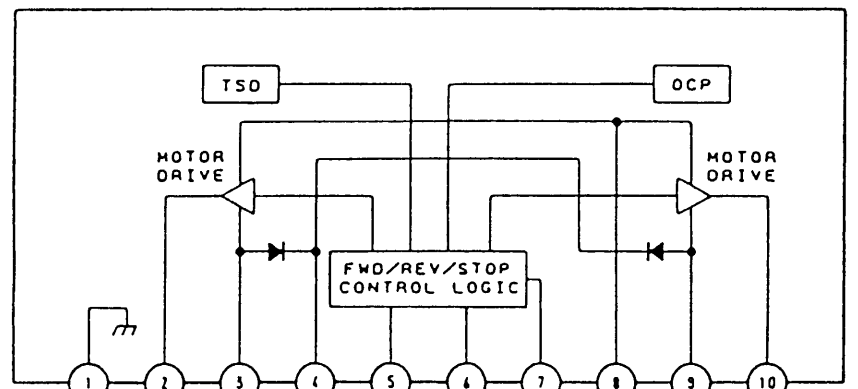 TSD
OCP
MOTOR
DRIVE
MOTOR
DRIVE
FWD/REV/STOP
CONTROL LOGIC
1 2 3 4 5 6 7 8 9 10